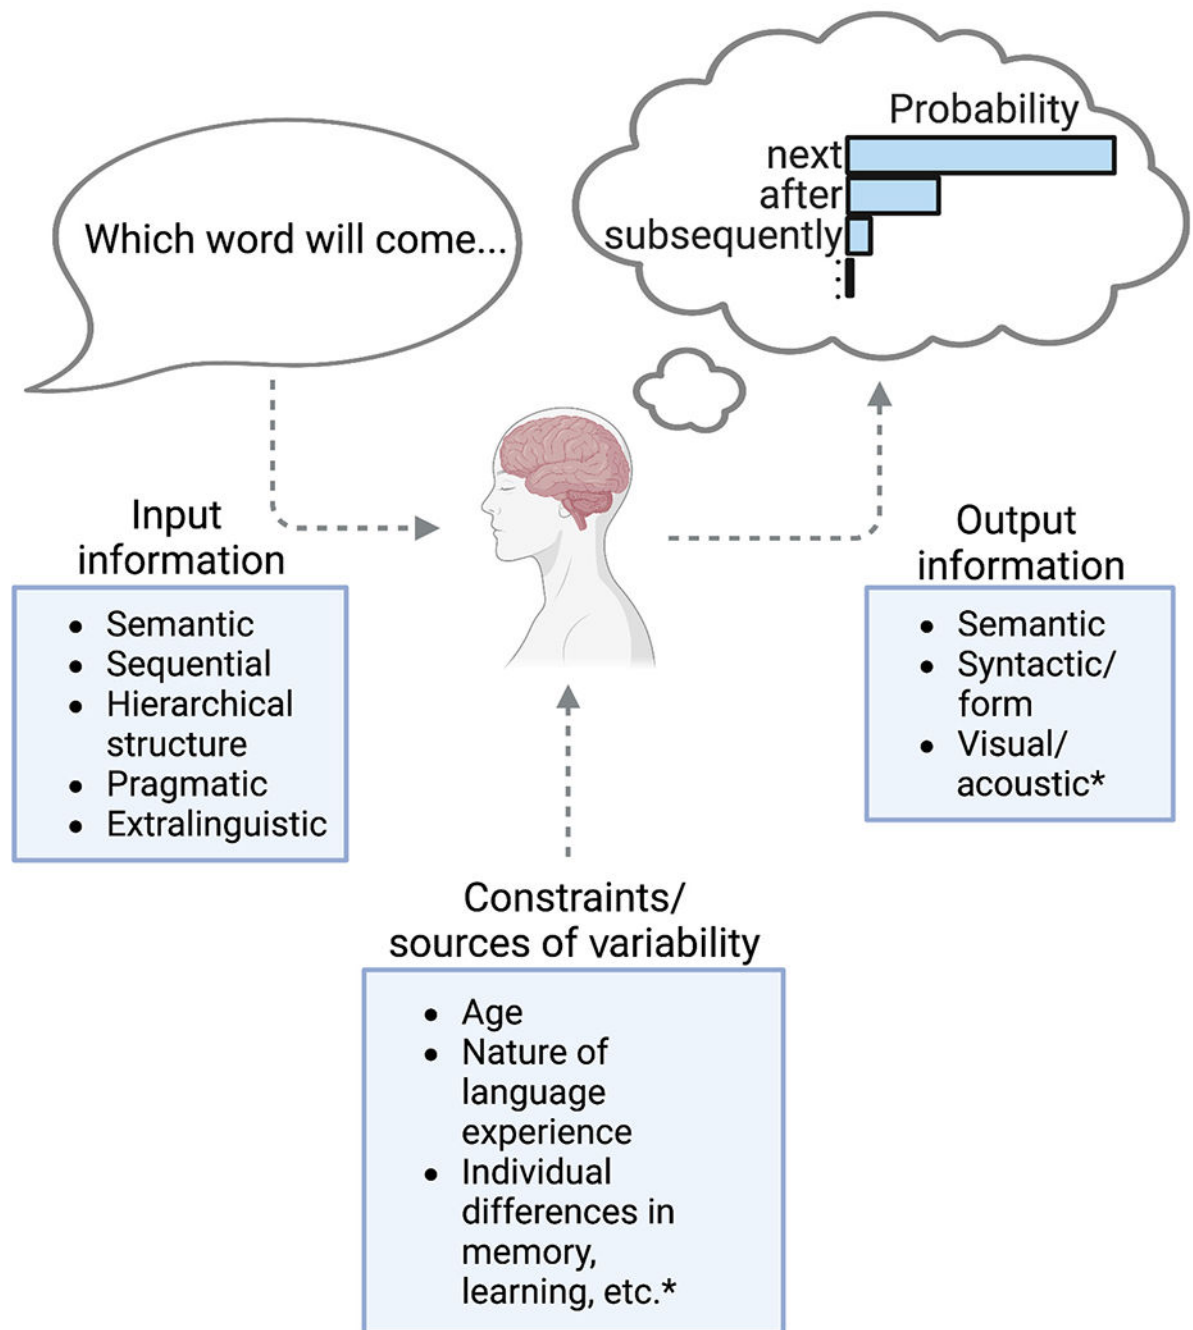 Probability
next
after
subsequently
⋮
Which word will come...
Input
information
• Semantic
• Sequential
• Hierarchical
structure
• Pragmatic
• Extralinguistic
Output
information
• Semantic
• Syntactic/
form
• Visual/
acoustic*
Constraints/
sources of variability
• Age
• Nature of
language
experience
• Individual
differences in
memory,
learning, etc.*